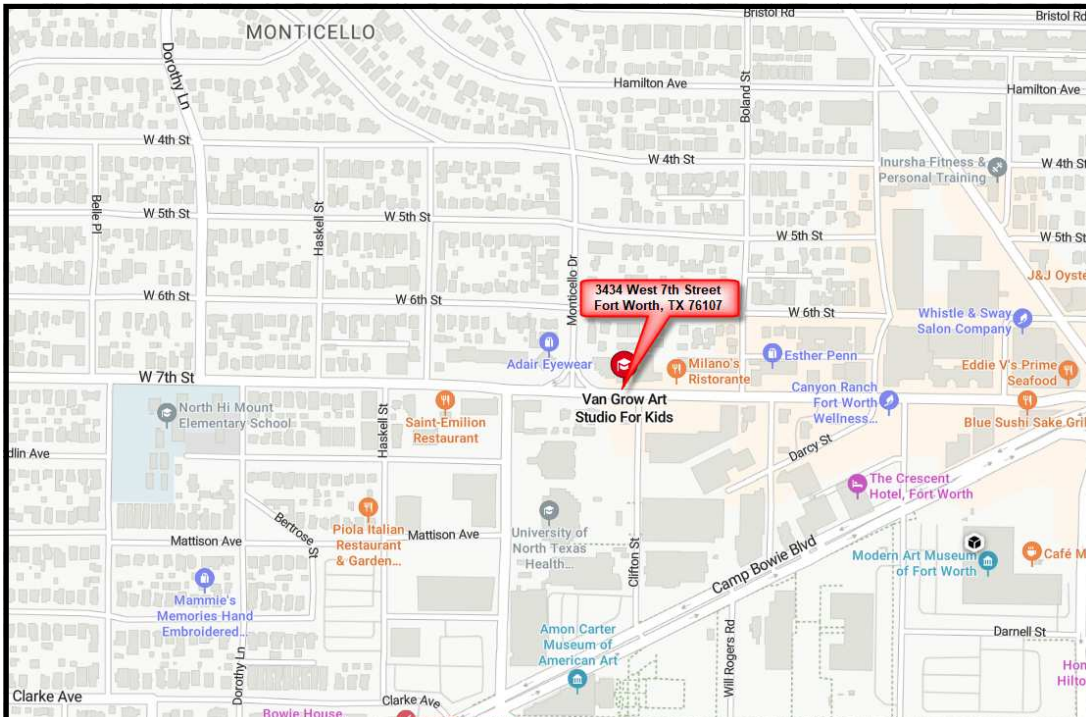 Bristol Rd
Bristol Rd
MONTICELLO
Dorothy Ln
Hamilton Ave
Hamilton Ave
Boland St
W 4th St
W 4th St
W 4th St
Inursha Fitness &
Personal Training
Belle Pl
Haskell St
W 5th St
W 5th St
W 5th St
W 5th St
Monticello Dr
J&J Oyste
3434 West 7th Street
Fort Worth, TX 76107
W 6th St
W 6th St
W 6th St
Whistle & Sway
Salon Company
Adair Eyewear
Milano's
Ristorante
Esther Penn
Eddie V's Prime
Seafood
W 7th St
Van Grow Art
Studio For Kids
Canyon Ranch
Fort Worth
Wellness...
North Hi Mount
Elementary School
Saint-Emilion
Restaurant
Blue Sushi Sake Gril
Haskell St
Darcy St
dlin Ave
The Crescent
Hotel, Fort Worth
Bertrose St
Piola Italian
Restaurant
& Garden...
Mattison Ave
Mattison Ave
University of
North Texas
Health...
Clifton St
Camp Bowie Blvd
Modern Art Museum
of Fort Worth
Café M
Mammie's
Memories Hand
Embroidered...
Amon Carter
Museum of
American Art
Will Rogers Rd
Darnell St
Dorothy Ln
Hon
Hilto
Clarke Ave
Clarke Ave
Bowie House